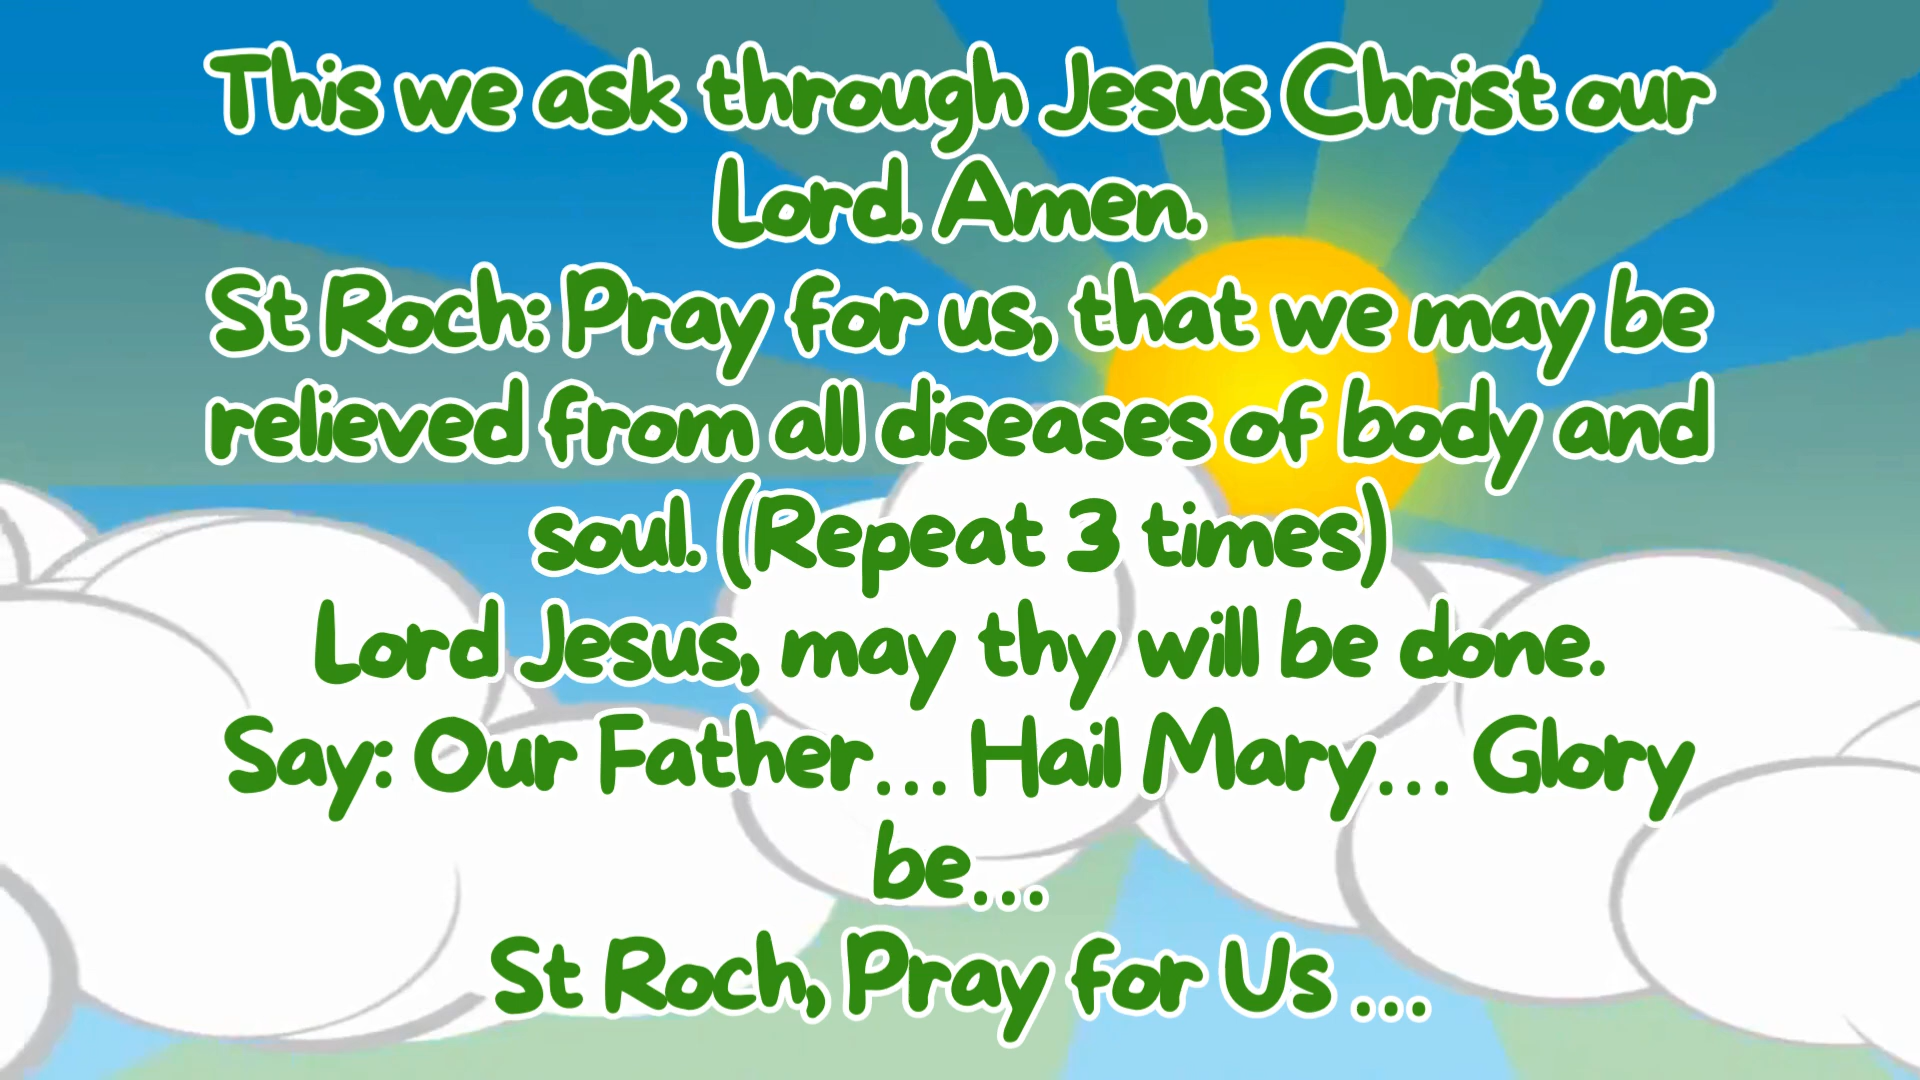 This we ask through Jesus Christ our
Lord. Amen.
St Roch: Pray for us, that we may be
relieved from all diseases of body and
soul. (Repeat 3 times)
Lord Jesus, may thy will be done.
Say: Our Father... Hail Mary... Glory
be...
St Roch, Pray for Us ...